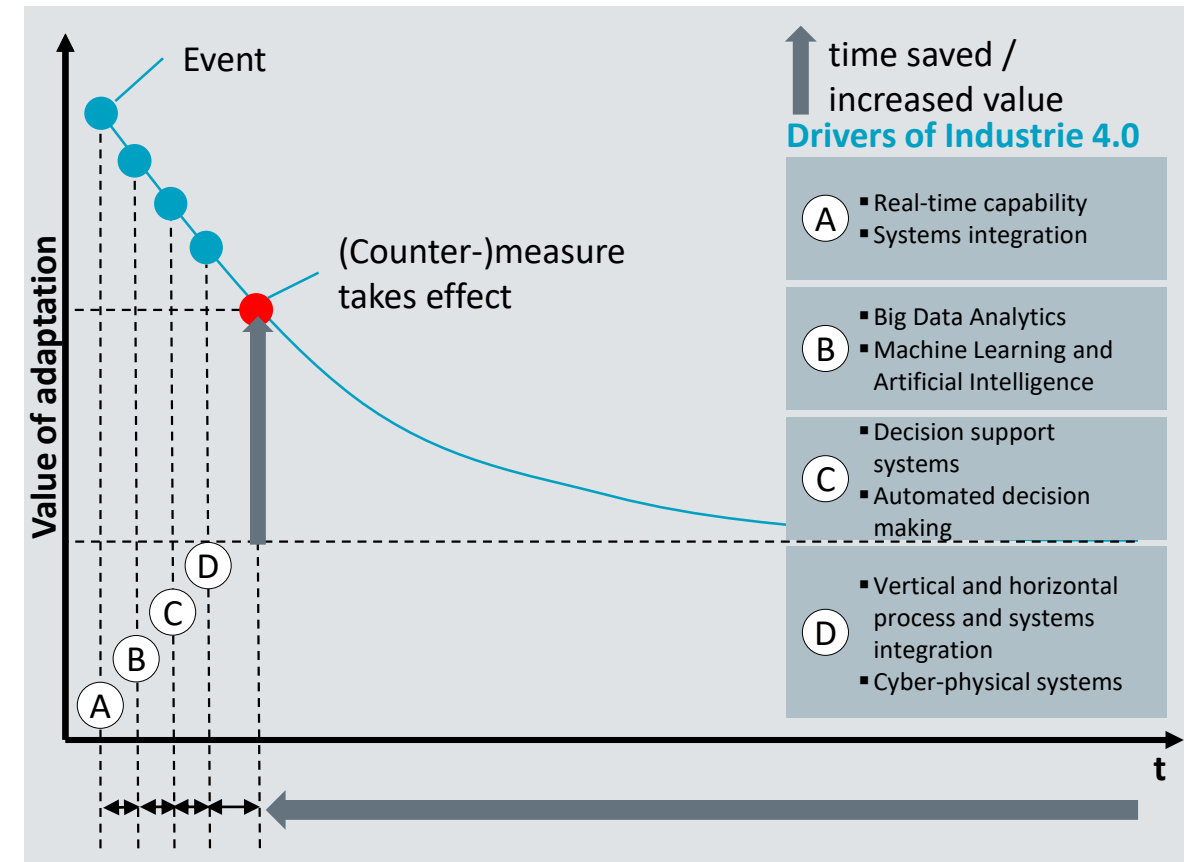 Event
time saved /
increased value
Drivers of Industrie 4.0
Value of adaptation
(Counter-)measure
takes effect
A
▪ Real-time capability
▪ Systems integration
B
▪ Big Data Analytics
▪ Machine Learning and
Artificial Intelligence
C
▪ Decision support
systems
▪ Automated decision
making
D
▪ Vertical and horizontal
process and systems
integration
▪ Cyber-physical systems
D
C
B
A
t